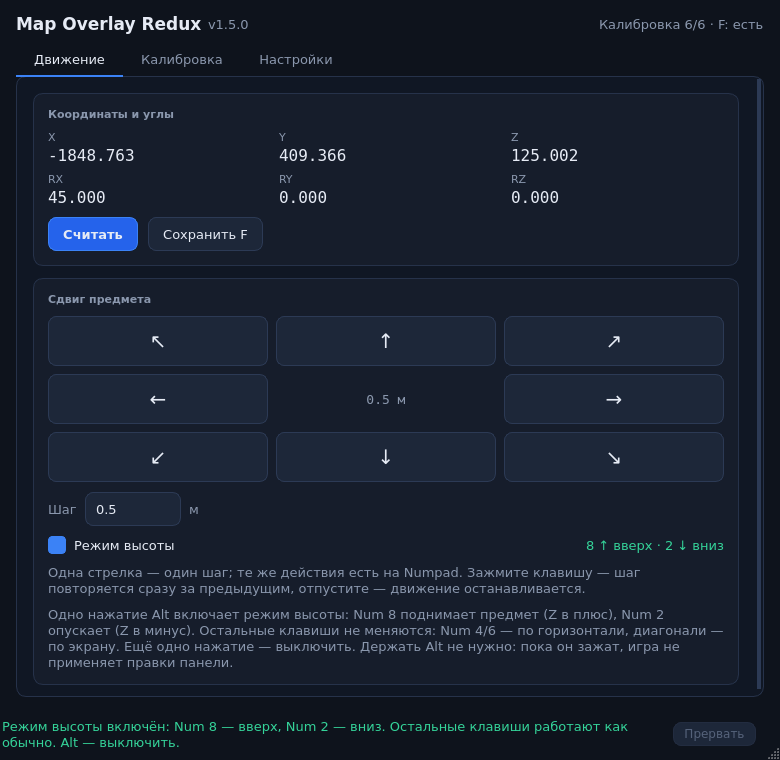 Map Overlay Redux v1.5.0
Калибровка 6/6 · F: есть
Движение Калибровка Настройки
Координаты и углы
X Y Z
-1848.763 409.366 125.002
RX RY RZ
45.000 0.000 0.000
Считать Сохранить F
Сдвиг предмета
↖ ↑ ↗
← 0.5 м →
↙ ↓ ↘
Шаг 0.5 м
Режим высоты 8 ↑ вверх · 2 ↓ вниз
Одна стрелка — один шаг; те же действия есть на Numpad. Зажмите клавишу — шаг
повторяется сразу за предыдущим, отпустите — движение останавливается.
Одно нажатие Alt включает режим высоты: Num 8 поднимает предмет (Z в плюс), Num 2
опускает (Z в минус). Остальные клавиши не меняются: Num 4/6 — по горизонтали, диагонали —
по экрану. Ещё одно нажатие — выключить. Держать Alt не нужно: пока он зажат, игра не
применяет правки панели.
Режим высоты включён: Num 8 — вверх, Num 2 — вниз. Остальные клавиши работают как
обычно. Alt — выключить.
Прервать